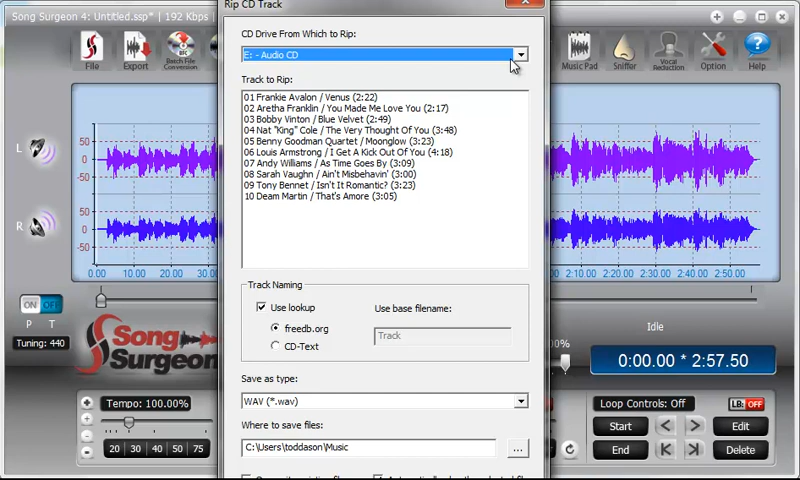 Song Surgeon 4: Untitled.ssp* | 192 Kbps
Rip CD Track
CD Drive From Which to Rip:
E: - Audio CD
Track to Rip:
01 Frankie Avalon / Venus (2:22)
02 Aretha Franklin / You Made Me Love You (2:17)
03 Bobby Vinton / Blue Velvet (2:49)
04 Nat "King" Cole / The Very Thought Of You (3:48)
05 Benny Goodman Quartet / Moonglow (3:23)
06 Louis Armstrong / I Get A Kick Out Of You (4:18)
07 Andy Williams / As Time Goes By (3:09)
08 Sarah Vaughn / Ain't Misbehavin' (3:00)
09 Tony Bennet / Isn't It Romantic? (3:23)
10 Deam Martin / That's Amore (3:05)
Track Naming
Use lookup
Use base filename:
freedb.org
Track
CD-Text
Save as type:
WAV (*.wav)
Where to save files:
C:\Users\toddason\Music
...
File
Export
Batch File
Conversion
Music Pad
Sniffer
Vocal
Reduction
Option
Help
L
R
50
0
-50
50
0
-50
0.00
10.00
20.00
30.00
2:10.00
2:20.00
2:30.00
2:40.00
2:50.00
ON
OFF
P
T
Tuning: 440
Song
Surgeon
Idle
0:00.00 * 2:57.50
Tempo: 100.00%
20
30
50
75
Loop Controls: Off
LB: OFF
Start
Edit
End
Delete